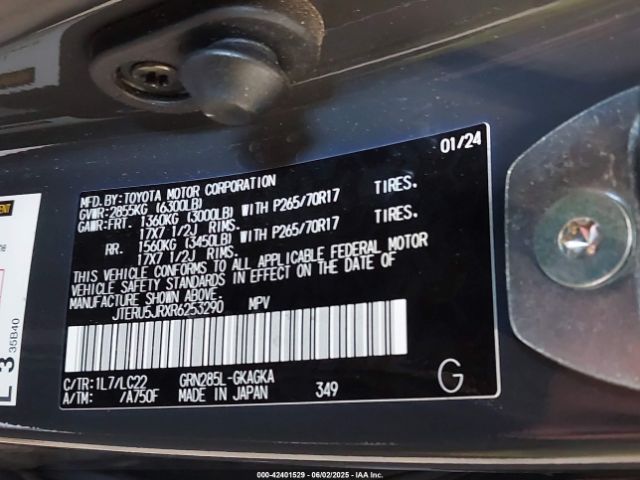 01/24
MFD. BY:TOYOTA MOTOR CORPORATION
GVWR:2855KG (6300LB)
GAWR:FRT. 1360KG (3000LB) WITH P265/70R17 TIRES.
17X7 1/2J RIMS.
RR. 1560KG (3450LB) WITH P265/70R17 TIRES.
17X7 1/2J RIMS.
THIS VEHICLE CONFORMS TO ALL APPLICABLE FEDERAL MOTOR
VEHICLE SAFETY STANDARDS IN EFFECT ON THE DATE OF
MANUFACTURE SHOWN ABOVE.
JTERU5JRXR6253290 MPV
C/TR:1L7/LC22 GRN285L-GKAGKA
A/TM: /A750F MADE IN JAPAN 349
G
L 3
35B40
000-42401529 - 06/02/2025 - IAA Inc.